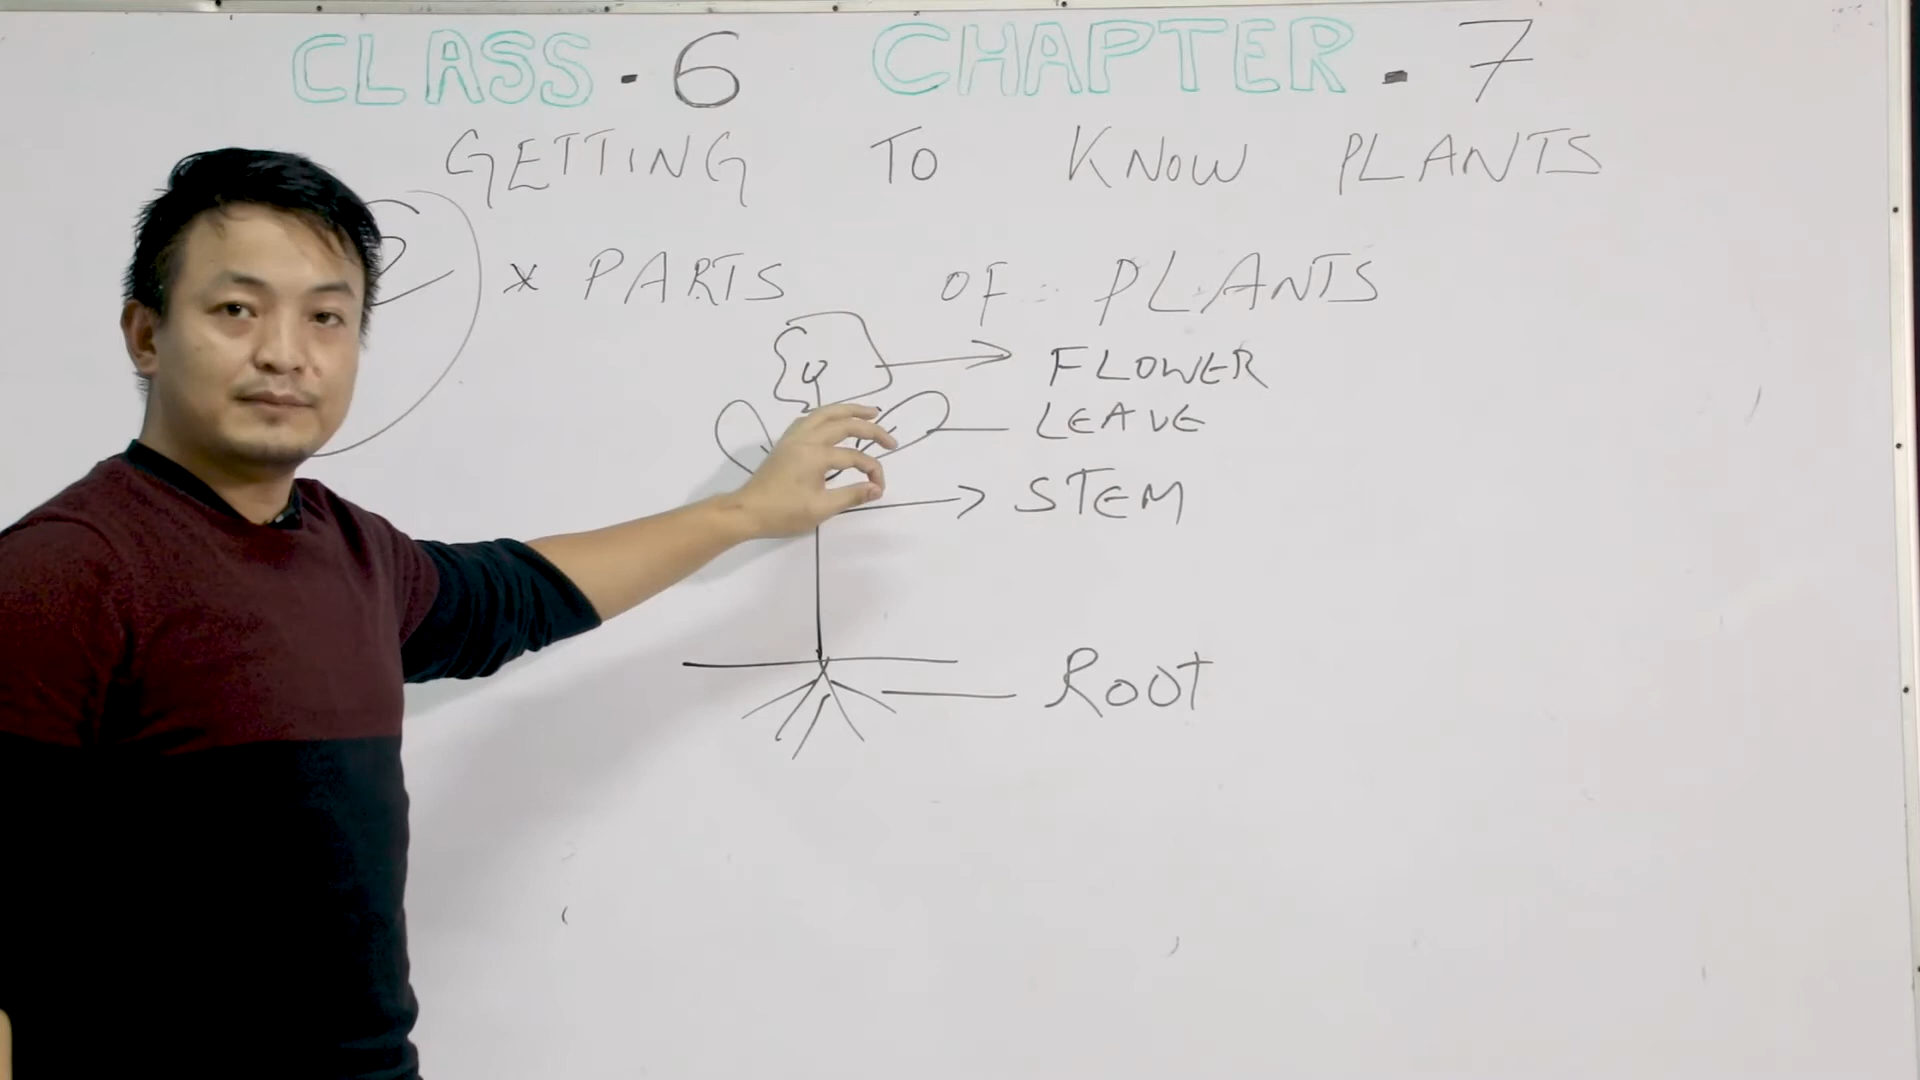 CLASS - 6 CHAPTER - 7
GETTING TO KNOW PLANTS
* PARTS OF PLANTS
FLOWER
LEAVE
STEM
ROOT